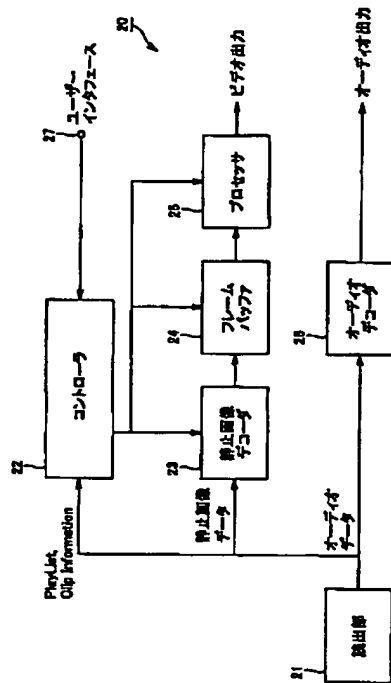 20
27
ユーザー
インタフェース
22
コントローラ
PlayList,
Clip Information
23
静止画像
デコーダ
24
フレーム
バッファ
25
プロセッサ
ビデオ出力
静止画像
データ
オーディオ
データ
26
オーディオ
デコーダ
オーディオ出力
21
読出部